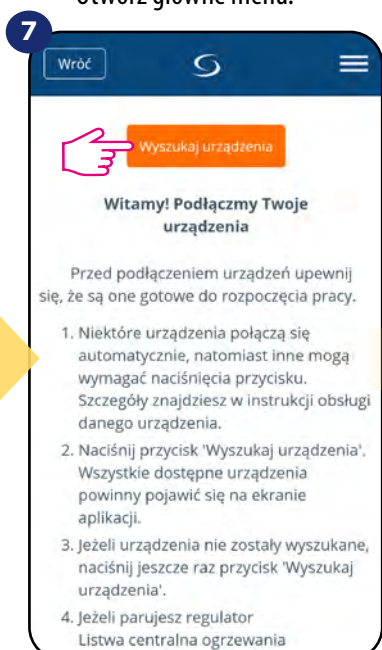 otwórz główne menu.
7
Wróć
Wyszukaj urządzenia
Witamy! Podłączmy Twoje
urządzenia
Przed podłączeniem urządzeń upewnij
się, że są one gotowe do rozpoczęcia pracy.
1. Niektóre urządzenia połączą się
automatycznie, natomiast inne mogą
wymagać naciśnięcia przycisku.
Szczegóły znajdziesz w instrukcji obsługi
danego urządzenia.
2. Naciśnij przycisk 'Wyszukaj urządzenia'.
Wszystkie dostępne urządzenia
powinny pojawić się na ekranie
aplikacji.
3. Jeżeli urządzenia nie zostały wyszukane,
naciśnij jeszcze raz przycisk 'Wyszukaj
urządzenia'.
4. Jeżeli parujesz regulator
Listwa centralna ogrzewania